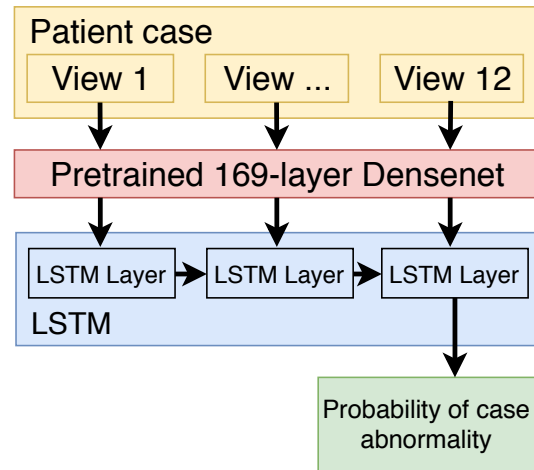 Patient case
View 1
View ...
View 12
Pretrained 169-layer Densenet
LSTM Layer
LSTM Layer
LSTM Layer
LSTM
Probability of case
abnormality